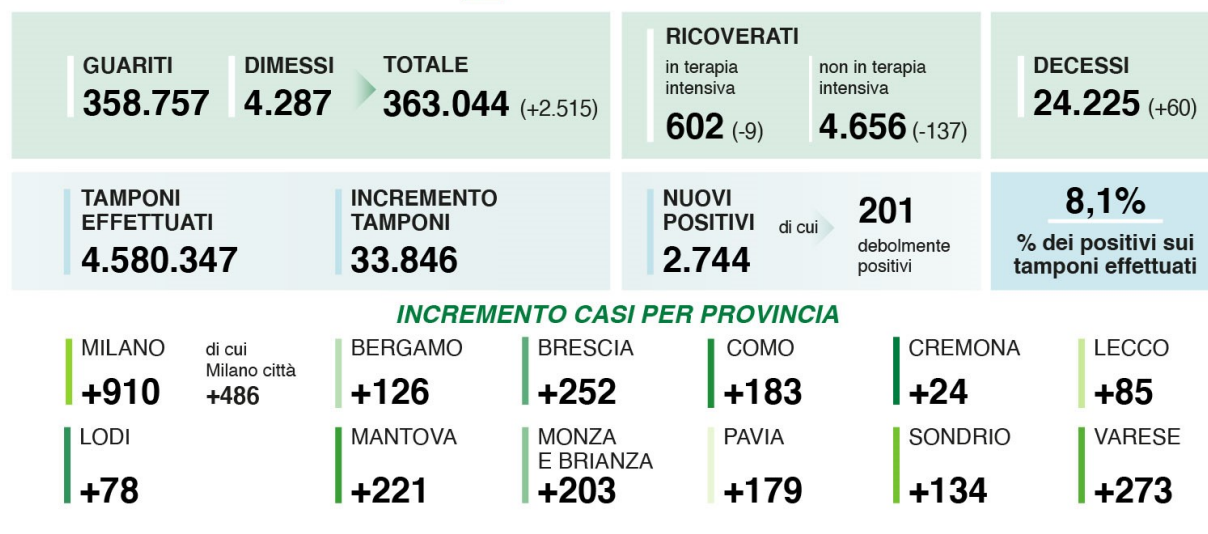 GUARITI
358.757
DIMESSI
4.287
TOTALE
363.044 (+2.515)
RICOVERATI
in terapia
intensiva
602 (-9)
non in terapia
intensiva
4.656 (-137)
DECESSI
24.225 (+60)
TAMPONI
EFFETTUATI
4.580.347
INCREMENTO
TAMPONI
33.846
NUOVI
POSITIVI
2.744
di cui
201
debolmente
positivi
8,1%
% dei positivi sui
tamponi effettuati
INCREMENTO CASI PER PROVINCIA
MILANO
+910
di cui
Milano città
+486
BERGAMO
+126
BRESCIA
+252
COMO
+183
CREMONA
+24
LECCO
+85
LODI
+78
MANTOVA
+221
MONZA
E BRIANZA
+203
PAVIA
+179
SONDRIO
+134
VARESE
+273